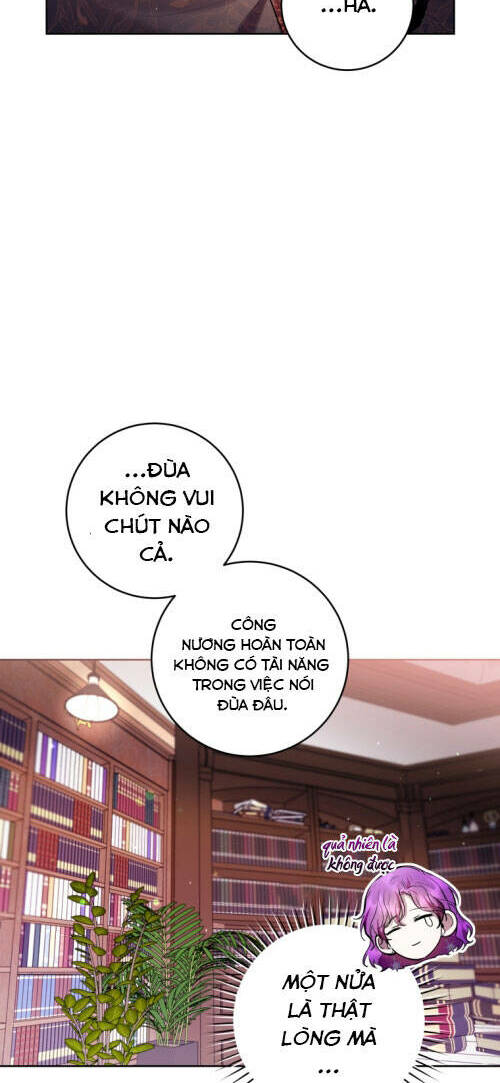 ...HA.
...ĐÙA
KHÔNG VUI
CHÚT NÀO
CẢ.
CÔNG
NƯƠNG HOÀN TOÀN
KHÔNG CÓ TÀI NĂNG
TRONG VIỆC NÓI
ĐÙA ĐÂU.
quả nhiên là
không được
MỘT NỬA
LÀ THẬT
LÒNG MÀ
...